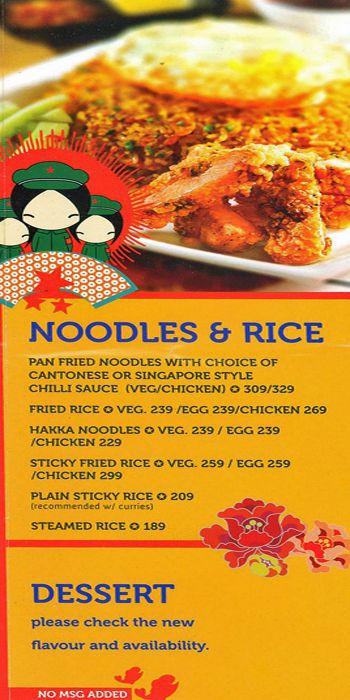 NOODLES & RICE
PAN FRIED NOODLES WITH CHOICE OF
CANTONESE OR SINGAPORE STYLE
CHILLI SAUCE (VEG/CHICKEN) ✪ 309/329
FRIED RICE ✪ VEG. 239 /EGG 239/CHICKEN 269
HAKKA NOODLES ✪ VEG. 239 / EGG 239
/CHICKEN 229
STICKY FRIED RICE ✪ VEG. 259 / EGG 259
/CHICKEN 299
PLAIN STICKY RICE ✪ 209
(recommended w/ curries)
STEAMED RICE ✪ 189
DESSERT
please check the new
flavour and availability.
NO MSG ADDED